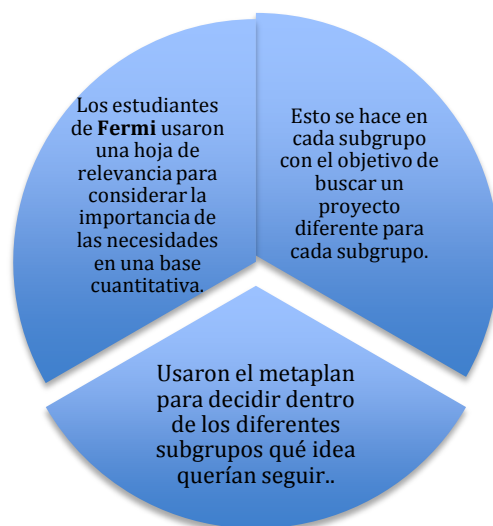 Los estudiantes
de Fermi usaron
una hoja de
relevancia para
considerar la
importancia de
las necesidades
en una base
cuantitativa.
Esto se hace en
cada subgrupo
con el objetivo de
buscar un
proyecto
diferente para
cada subgrupo.
Usaron el metaplan
para decidir dentro
de los diferentes
subgrupos qué idea
querían seguir..